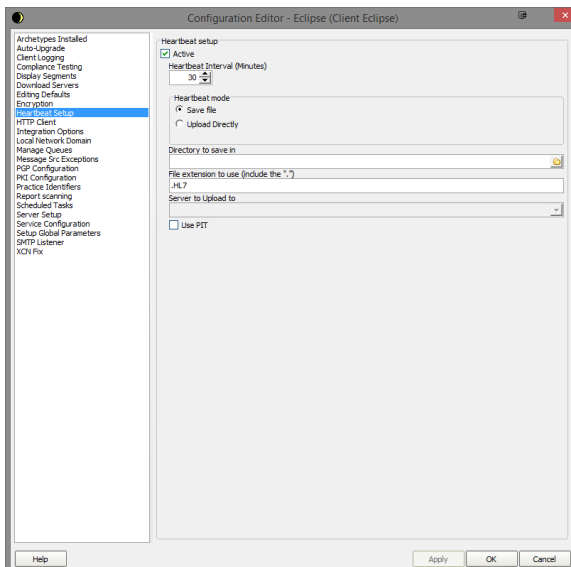 Configuration Editor - Eclipse (Client Eclipse)
Archetypes Installed
Auto-Upgrade
Client Logging
Compliance Testing
Display Segments
Download Servers
Editing Defaults
Encryption
Heartbeat Setup
HTTP Client
Integration Options
Local Network Domain
Manage Queues
Message Src Exceptions
PGP Configuration
PKI Configuration
Practice Identifiers
Report scanning
Scheduled Tasks
Server Setup
Service Configuration
Setup Global Parameters
SMTP Listener
XCN Fix
Heartbeat setup
Active
Heartbeat Interval (Minutes)
30
Heartbeat mode
Save file
Upload Directly
Directory to save in
File extension to use (include the ".")
.HL7
Server to Upload to
Use PIT
Help
Apply
OK
Cancel